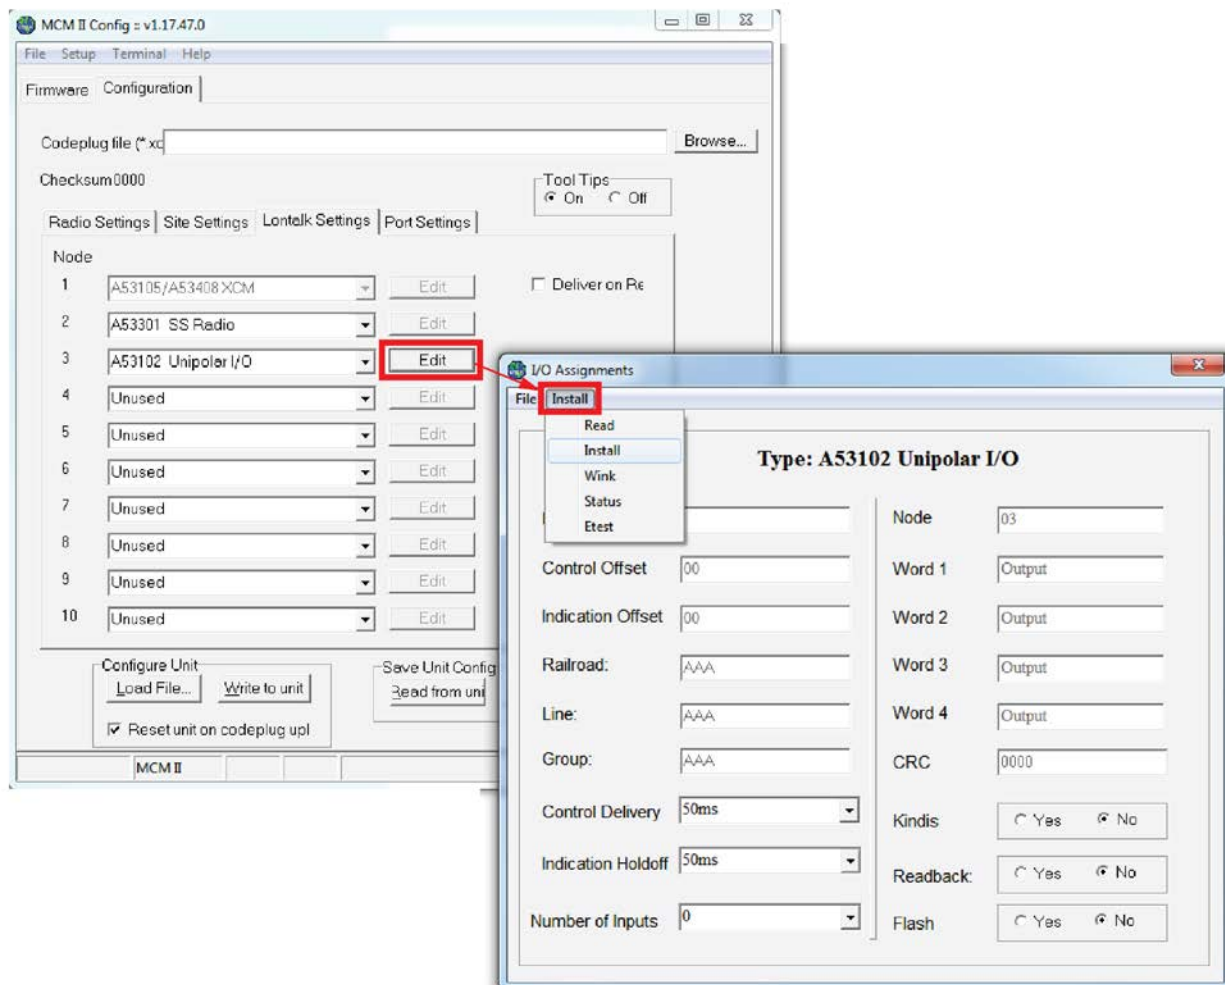 MCM II Config :: v1.17.47.0
File Setup Terminal Help
Firmware Configuration
Codeplug file (*.xc
Browse...
Checksum 0000
Tool Tips
On Off
Radio Settings Site Settings Lontalk Settings Port Settings
Node
1 A53105/A53408 XCM Edit Deliver on Re
2 A53301 SS Radio Edit
3 A53102 Unipolar I/O Edit
4 Unused Edit
5 Unused Edit
6 Unused Edit
7 Unused Edit
8 Unused Edit
9 Unused Edit
10 Unused Edit
Configure Unit
Load File... Write to unit
Reset unit on codeplug upl
Save Unit Config
Read from uni
MCM II
I/O Assignments
File Install
Read
Install
Wink
Status
Etest
Type: A53102 Unipolar I/O
Node 03
Control Offset 00 Word 1 Output
Indication Offset 00 Word 2 Output
Railroad: AAA Word 3 Output
Line: AAA Word 4 Output
Group: AAA CRC 0000
Control Delivery 50ms Kindis Yes No
Indication Holdoff 50ms Readback: Yes No
Number of Inputs 0 Flash Yes No